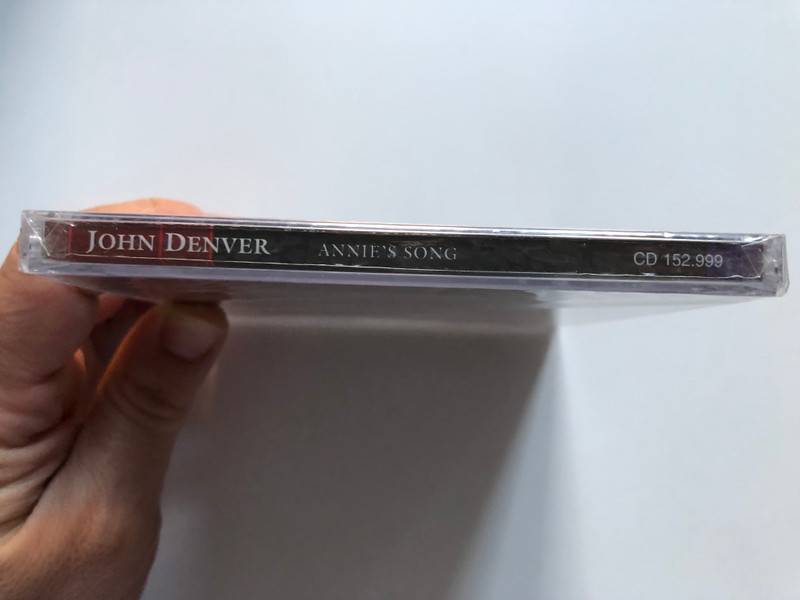 JOHN DENVER ANNIE'S SONG CD 152.999